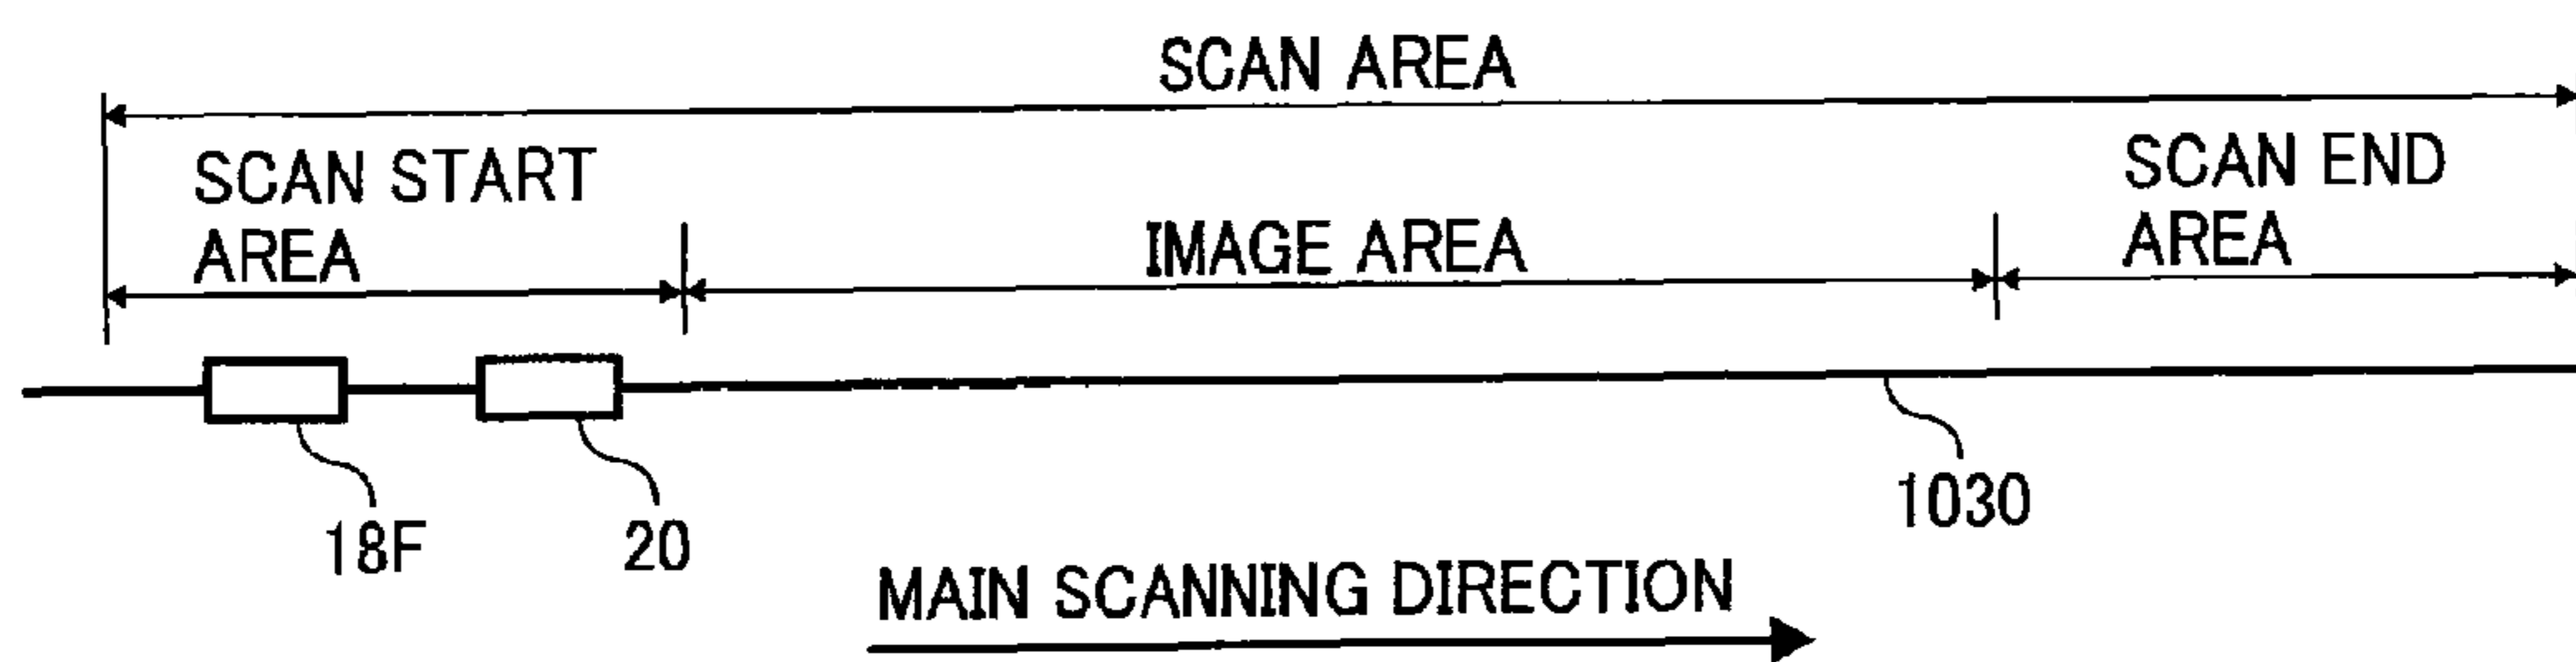 SCAN AREA
SCAN START
AREA
IMAGE AREA
SCAN END
AREA
18F
20
1030
MAIN SCANNING DIRECTION